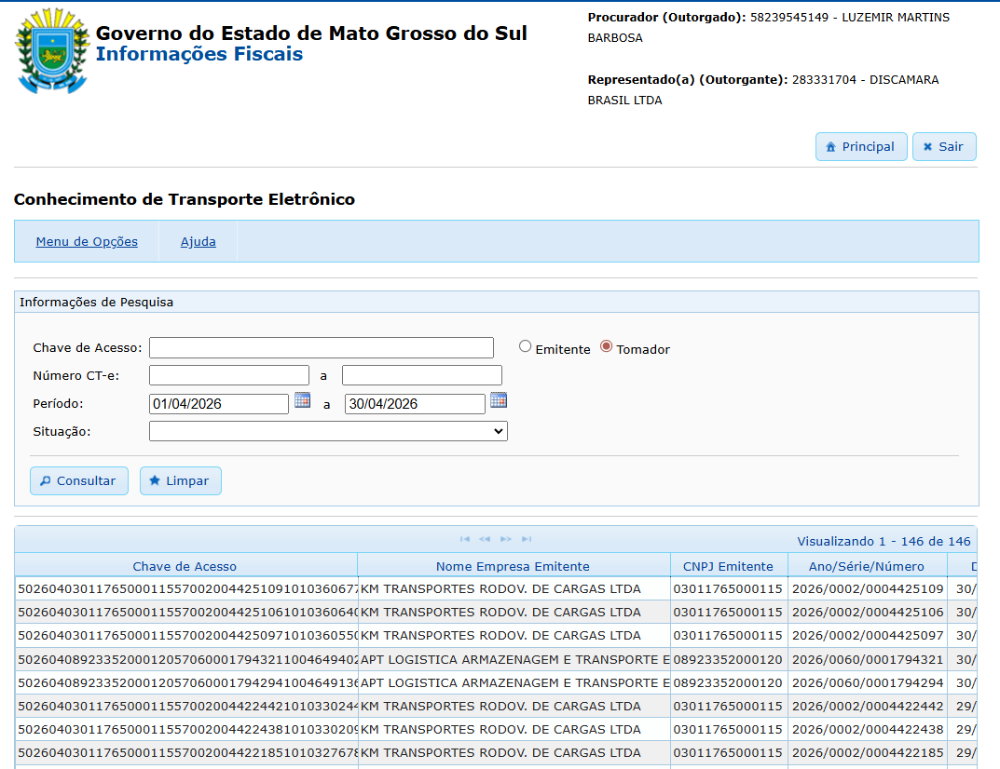 Governo do Estado de Mato Grosso do Sul
Informações Fiscais
Procurador (Outorgado): 58239545149 - LUZEMIR MARTINS
BARBOSA
Representado(a) (Outorgante): 283331704 - DISCAMARA
BRASIL LTDA
Principal
Sair
Conhecimento de Transporte Eletrônico
Menu de Opções
Ajuda
Informações de Pesquisa
Chave de Acesso: Emitente Tomador
Número CT-e: a
Período: 01/04/2026 a 30/04/2026
Situação:
Consultar Limpar
Visualizando 1 - 146 de 146
Chave de Acesso Nome Empresa Emitente CNPJ Emitente Ano/Série/Número D
5026040301176500011557002004425109101036067 KM TRANSPORTES RODOV. DE CARGAS LTDA 03011765000115 2026/0002/0004425109 30/
5026040301176500011557002004425106101036064 KM TRANSPORTES RODOV. DE CARGAS LTDA 03011765000115 2026/0002/0004425106 30/
5026040301176500011557002004425097101036055 KM TRANSPORTES RODOV. DE CARGAS LTDA 03011765000115 2026/0002/0004425097 30/
5026040892335200012057060001794321100464940 APT LOGISTICA ARMAZENAGEM E TRANSPORTE E 08923352000120 2026/0060/0001794321 30/
5026040892335200012057060001794294100464913 APT LOGISTICA ARMAZENAGEM E TRANSPORTE E 08923352000120 2026/0060/0001794294 30/
5026040301176500011557002004422442101033024 KM TRANSPORTES RODOV. DE CARGAS LTDA 03011765000115 2026/0002/0004422442 29/
5026040301176500011557002004422438101033020 KM TRANSPORTES RODOV. DE CARGAS LTDA 03011765000115 2026/0002/0004422438 29/
5026040301176500011557002004422185101032767 KM TRANSPORTES RODOV. DE CARGAS LTDA 03011765000115 2026/0002/0004422185 29/